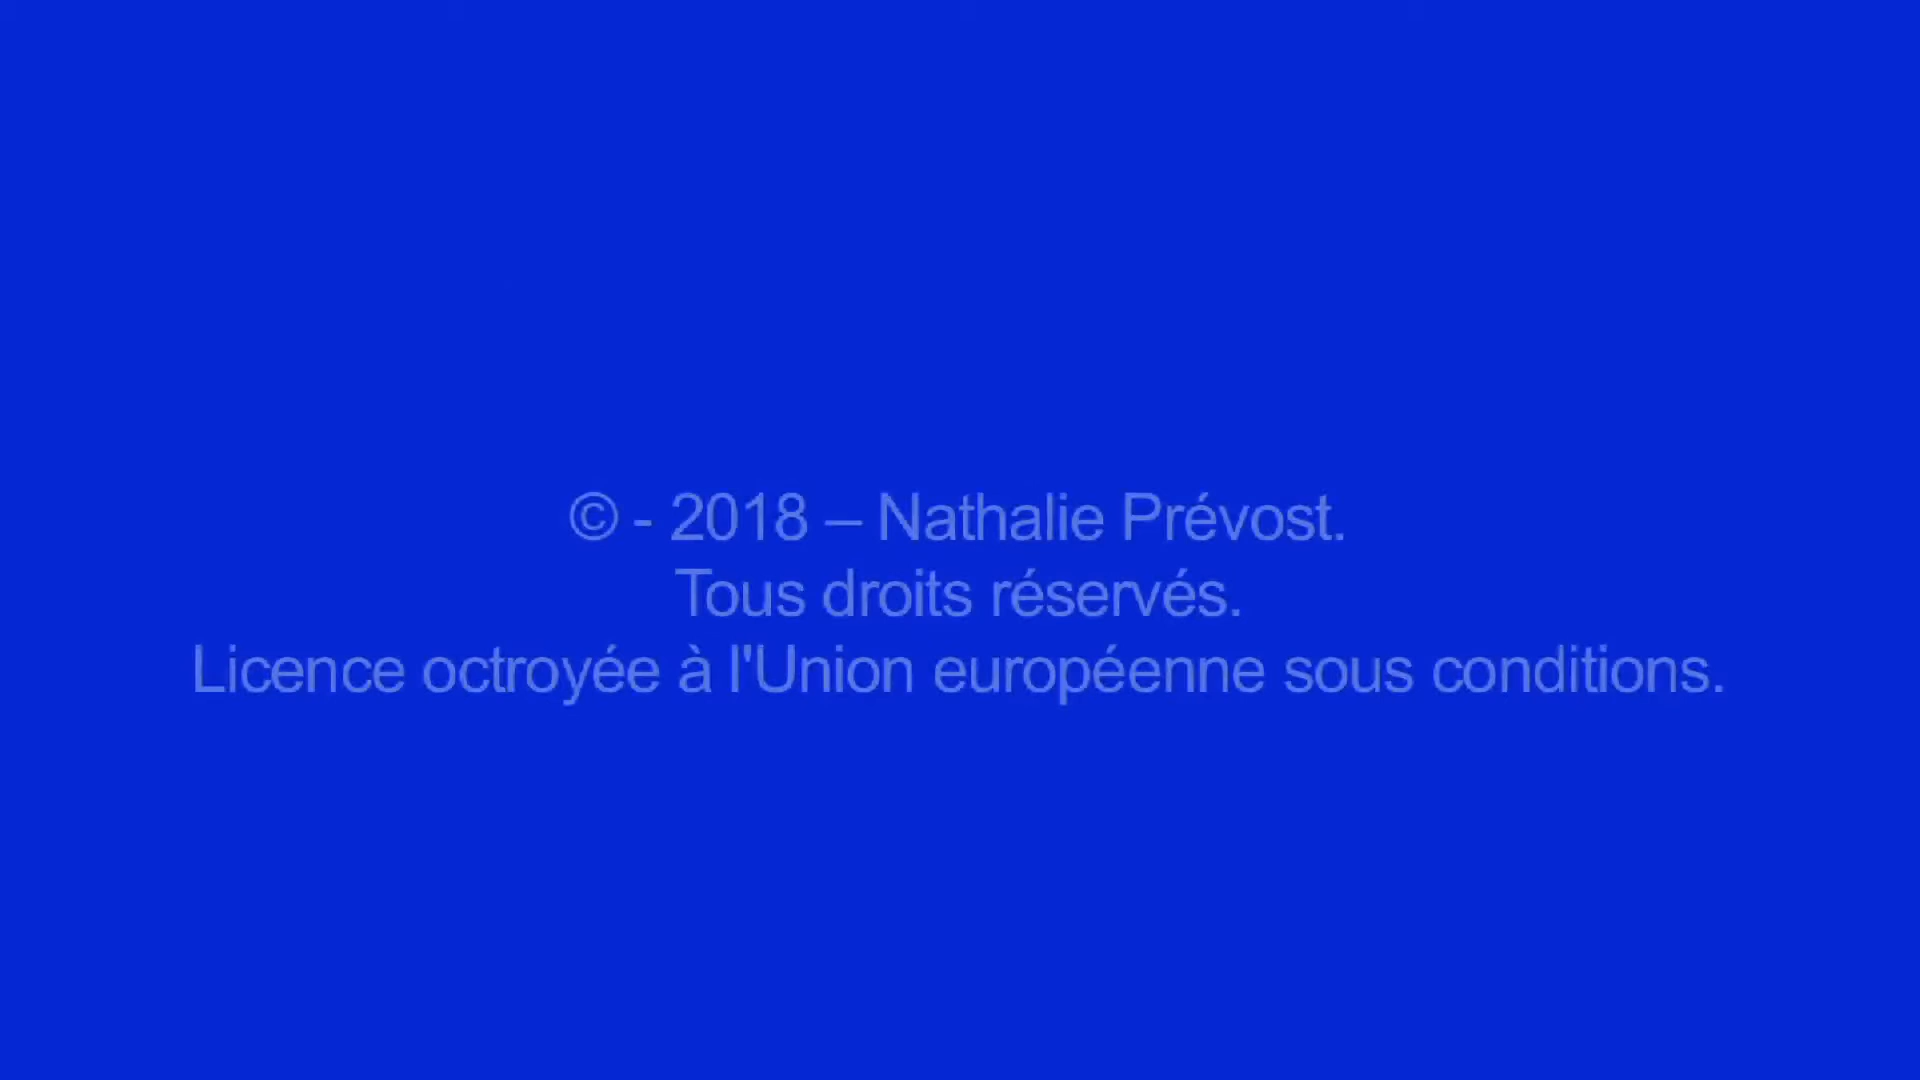 © - 2018 – Nathalie Prévost.
Tous droits réservés.
Licence octroyée à l'Union européenne sous conditions.